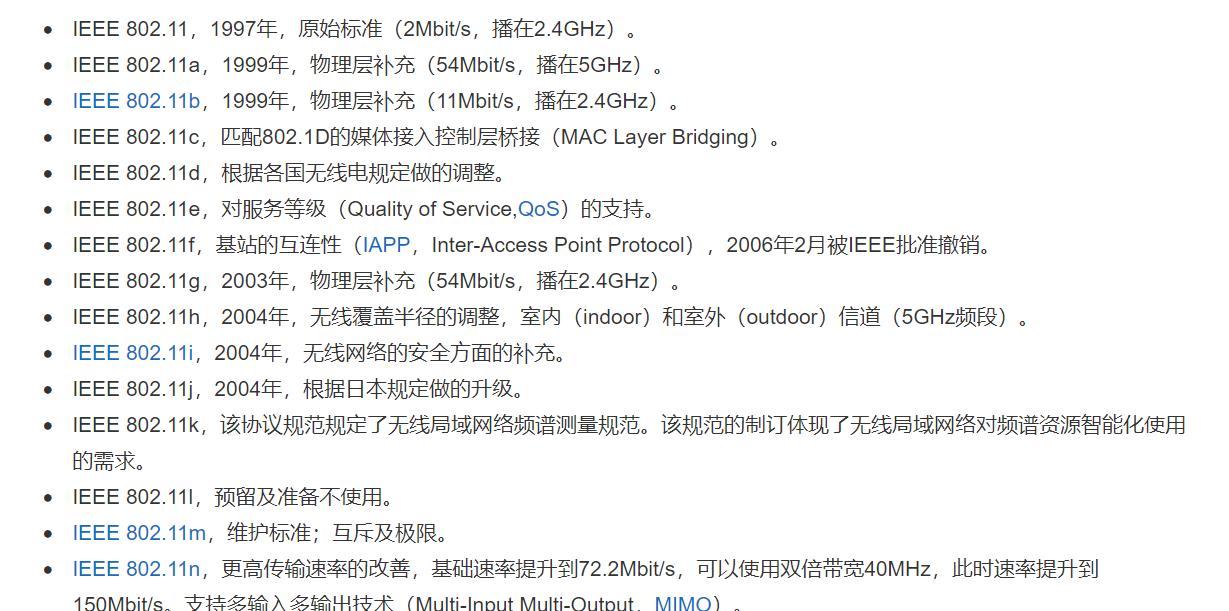 IEEE 802.11，1997年，原始标准（2Mbit/s，播在2.4GHz）。
IEEE 802.11a，1999年，物理层补充（54Mbit/s，播在5GHz）。
IEEE 802.11b，1999年，物理层补充（11Mbit/s，播在2.4GHz）。
IEEE 802.11c，匹配802.1D的媒体接入控制层桥接（MAC Layer Bridging）。
IEEE 802.11d，根据各国无线电规定做的调整。
IEEE 802.11e，对服务等级（Quality of Service,QoS）的支持。
IEEE 802.11f，基站的互连性（IAPP，Inter-Access Point Protocol），2006年2月被IEEE批准撤销。
IEEE 802.11g，2003年，物理层补充（54Mbit/s，播在2.4GHz）。
IEEE 802.11h，2004年，无线覆盖半径的调整，室内（indoor）和室外（outdoor）信道（5GHz频段）。
IEEE 802.11i，2004年，无线网络的安全方面的补充。
IEEE 802.11j，2004年，根据日本规定做的升级。
IEEE 802.11k，该协议规范规定了无线局域网络频谱测量规范。该规范的制订体现了无线局域网络对频谱资源智能化使用
的需求。
IEEE 802.11l，预留及准备不使用。
IEEE 802.11m，维护标准；互斥及极限。
IEEE 802.11n，更高传输速率的改善，基础速率提升到72.2Mbit/s，可以使用双倍带宽40MHz，此时速率提升到
150Mbit/s。支持多输入多输出技术（Multi-Input Multi-Output，MIMO）。